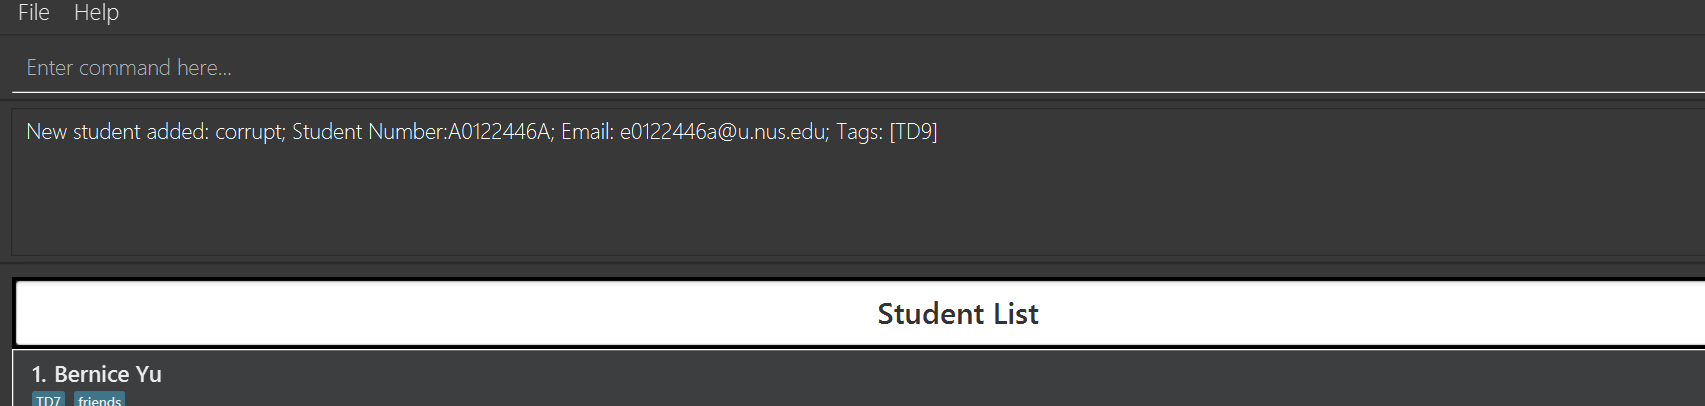 File Help
Enter command here...
New student added: corrupt; Student Number:A0122446A; Email: e0122446a@u.nus.edu; Tags: [TD9]
Student List
1. Bernice Yu
TD7 friends